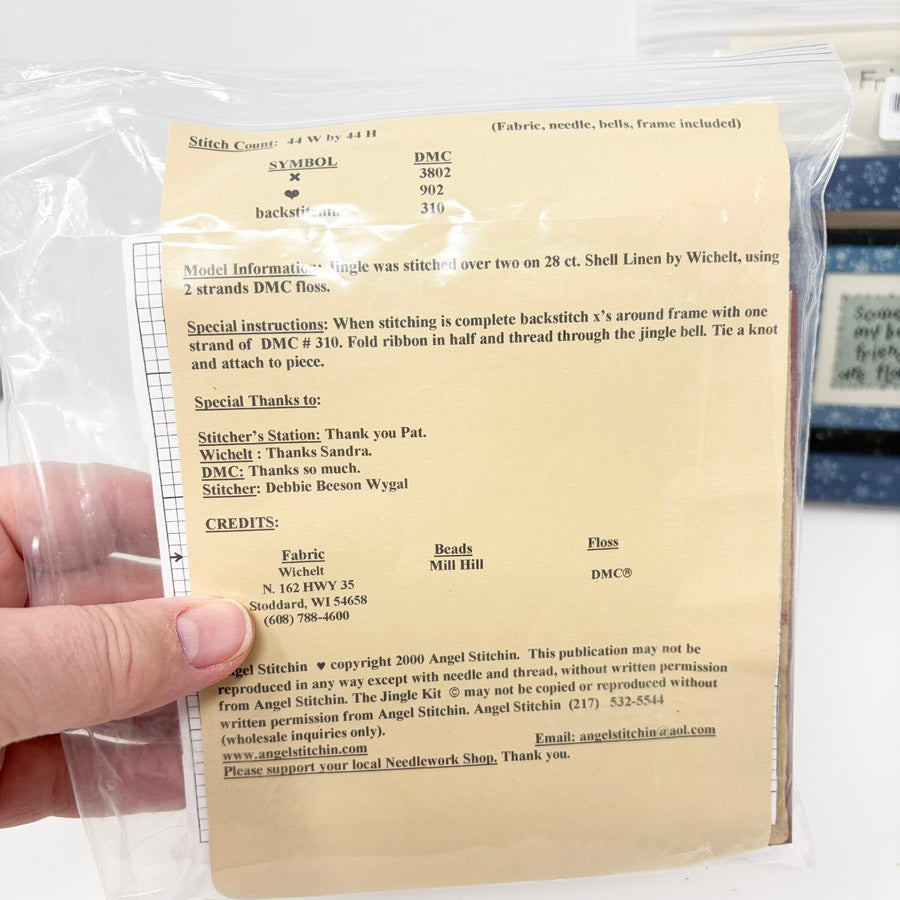 Stitch Count: 44 W by 44 H
(Fabric, needle, bells, frame included)
SYMBOL DMC
✖ 3802
❤ 902
310
Model Information: Jingle was stitched over two on 28 ct. Shell Linen by Wichelt, using
2 strands DMC floss.
Special instructions: When stitching is complete backstitch x's around frame with one
strand of DMC # 310. Fold ribbon in half and thread through the jingle bell. Tie a knot
and attach to piece.
Special Thanks to:
Stitcher's Station: Thank you Pat.
Wichelt : Thanks Sandra.
DMC: Thanks so much.
Stitcher: Debbie Beeson Wygal
CREDITS:
Fabric Beads Floss
Wichelt Mill Hill DMC®
N. 162 HWY 35
Stoddard, WI 54658
(608) 788-4600
Stitchin ♥ copyright 2000 Angel Stitchin. This publication may not be
reproduced in any way except with needle and thread, without written permission
from Angel Stitchin. The Jingle Kit © may not be copied or reproduced without
written permission from Angel Stitchin. Angel Stitchin (217) 532-5544
(wholesale inquiries only).
Email: angelstitchin@aol.com
www.angelstitchin.com
Please support your local Needlework Shop. Thank you.
my